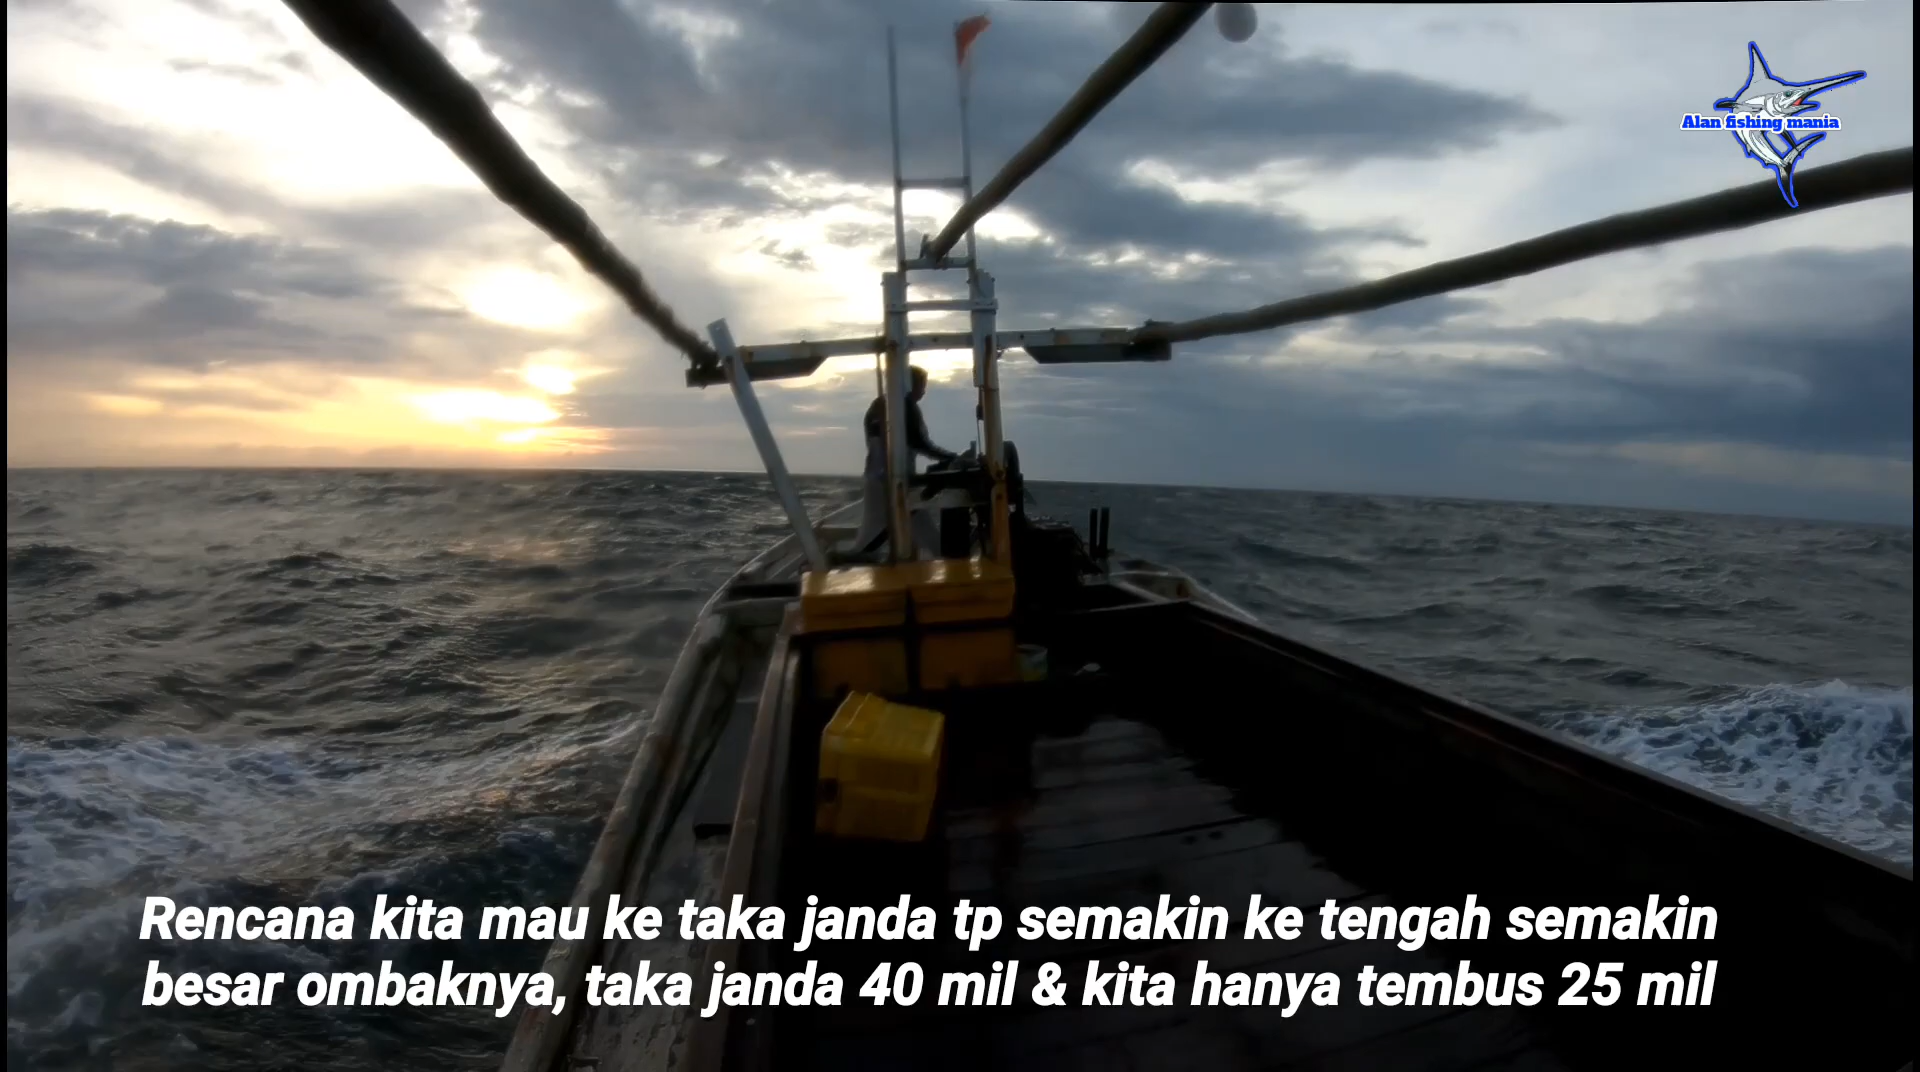 Alan fishing mania
Rencana kita mau ke taka janda tp semakin ke tengah semakin
besar ombaknya, taka janda 40 mil & kita hanya tembus 25 mil